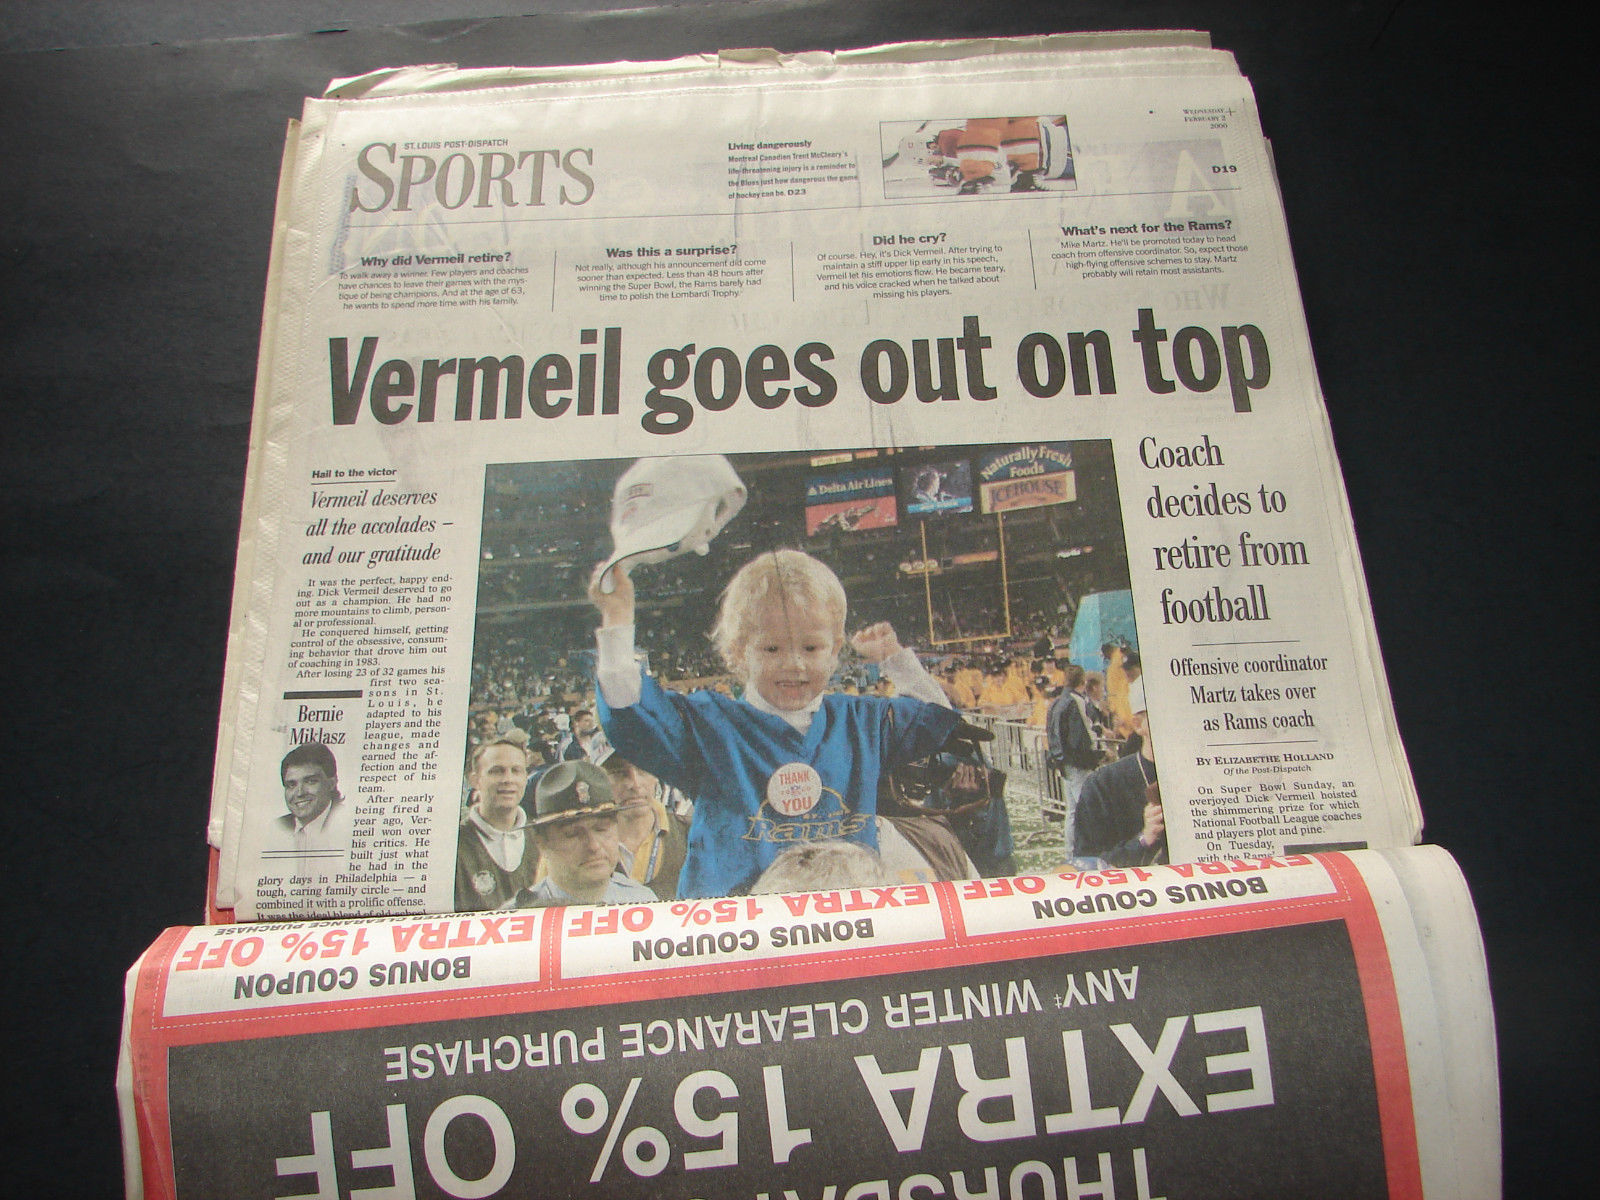 ST. LOUIS POST-DISPATCH
SPORTS
Living dangerously
Montreal Canadien Trent McCleary's
life-threatening injury is a reminder to
the Blues just how dangerous the game
of hockey can be. D23
WEDNESDAY
FEBRUARY 2
2000
D19
Why did Vermeil retire?
To walk away a winner. Few players and coaches
have chances to leave their games with the mys-
tique of being champions. And at the age of 63,
he wants to spend more time with his family.
Was this a surprise?
Not really, although his announcement did come
sooner than expected. Less than 48 hours after
winning the Super Bowl, the Rams barely had
time to polish the Lombardi Trophy.
Did he cry?
Of course. Hey, it's Dick Vermeil. After trying to
maintain a stiff upper lip early in his speech,
Vermeil let his emotions flow. He became teary,
and his voice cracked when he talked about
missing his players.
What's next for the Rams?
Mike Martz. He'll be promoted today to head
coach from offensive coordinator. So, expect those
high-flying offensive schemes to stay. Martz
probably will retain most assistants.
Vermeil goes out on top
Hail to the victor
Vermeil deserves
all the accolades –
and our gratitude
It was the perfect, happy end-
ing. Dick Vermeil deserved to go
out as a champion. He had no
more mountains to climb, person-
al or professional.
He conquered himself, getting
control of the obsessive, consum-
ing behavior that drove him out
of coaching in 1983.
After losing 23 of 32 games his
first two sea-
sons in St.
Louis, he
adapted to his
players and the
league, made
changes and
earned the af-
fection and the
respect of his
team.
After nearly
being fired a
year ago, Ver-
meil won over
his critics. He
built just what
he had in the
glory days in Philadelphia — a
tough, caring family circle — and
combined it with a prolific offense.
It was the ideal blend of old-school
Bernie
Miklasz
Delta Air Lines
Naturally Fresh
Foods
ICEHOUSE
THANK
YOU
Rams
Coach
decides to
retire from
football
Offensive coordinator
Martz takes over
as Rams coach
BY ELIZABETHE HOLLAND
Of the Post-Dispatch
On Super Bowl Sunday, an
overjoyed Dick Vermeil hoisted
the shimmering prize for which
National Football League coaches
and players plot and pine.
On Tuesday,
with the Rams'
ANY WINTER
CLEARANCE PURCHASE
EXTRA 15% OFF
BONUS COUPON
EXTRA 15% OFF
BONUS COUPON
EXTRA 15% OFF
BONUS COUPON
ANY‡ WINTER CLEARANCE PURCHASE
EXTRA 15% OFF